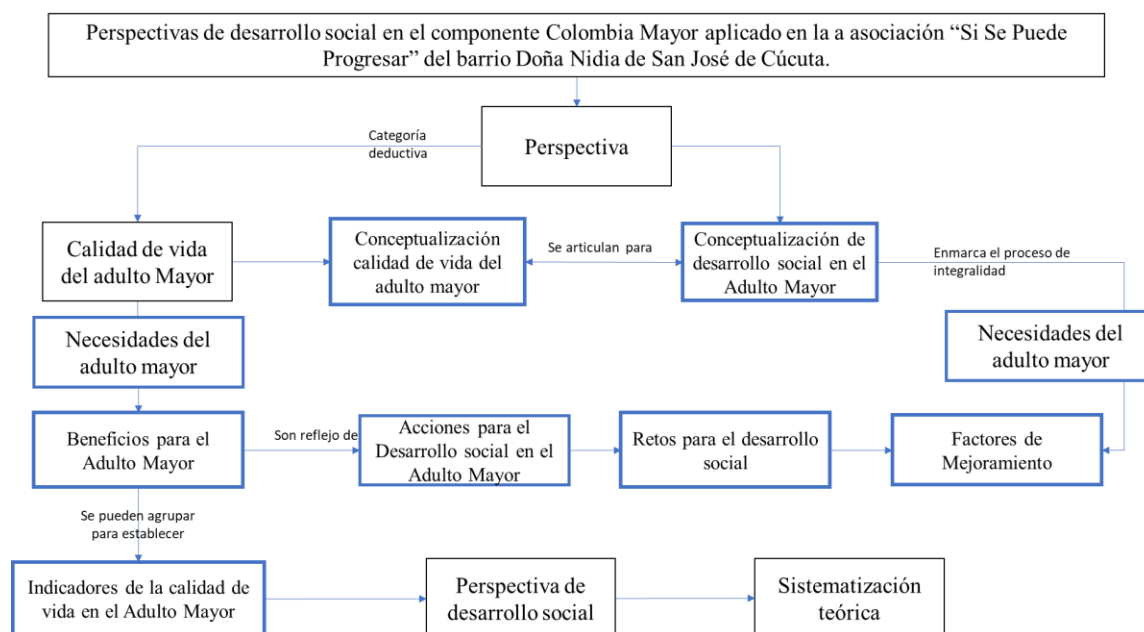 Perspectivas de desarrollo social en el componente Colombia Mayor aplicado en la a asociación “Si Se Puede
Progresar” del barrio Doña Nidia de San José de Cúcuta.
Categoría
deductiva
Perspectiva
Calidad de vida
del adulto Mayor
Conceptualización
calidad de vida del
adulto mayor
Se articulan para
Conceptualización de
desarrollo social en el
Adulto Mayor
Enmarca el proceso de
integralidad
Necesidades del
adulto mayor
Necesidades del
adulto mayor
Beneficios para el
Adulto Mayor
Son reflejo de
Acciones para el
Desarrollo social en el
Adulto Mayor
Retos para el desarrollo
social
Factores de
Mejoramiento
Se pueden agrupar
para establecer
Indicadores de la calidad de
vida en el Adulto Mayor
Perspectiva de
desarrollo social
Sistematización
teórica